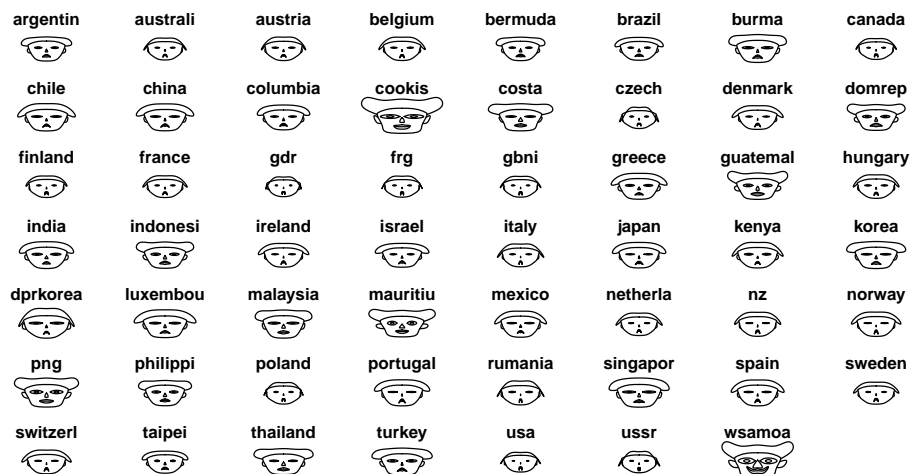 argentin australi austria belgium bermuda brazil burma canada
chile china columbia cookis costa czech denmark domrep
finland france gdr frg gbni greece guatemal hungary
india indonesi ireland israel italy japan kenya korea
dprkorea luxembou malaysia mauritiu mexico netherla nz norway
png philippi poland portugal rumania singapor spain sweden
switzerl taipei thailand turkey usa ussr wsamoa